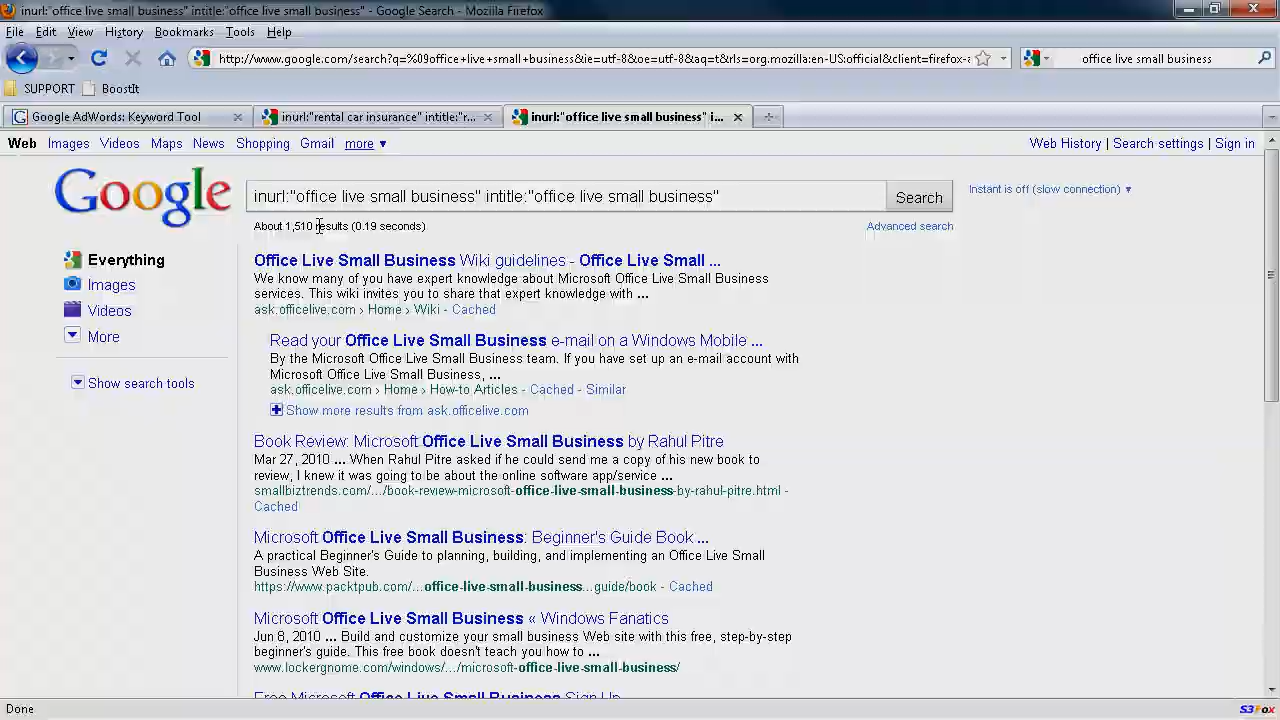 inurl:"office live small business" intitle:"office live small business" - Google Search - Mozilla Firefox
File Edit View History Bookmarks Tools Help
http://www.google.com/search?q=%09office+live+small+business&ie=utf-8&oe=utf-8&aq=t&rls=org.mozilla:en-US:official&client=firefox-a
office live small business
SUPPORT BoostIt
Google AdWords: Keyword Tool
inurl:"rental car insurance" intitle:"r...
inurl:"office live small business" i...
Web Images Videos Maps News Shopping Gmail more ▼
Web History | Search settings | Sign in
Google
inurl:"office live small business" intitle:"office live small business"
Search
Instant is off (slow connection) ▼
About 1,510 results (0.19 seconds)
Advanced search
Everything
Images
Videos
More
Show search tools
Office Live Small Business Wiki guidelines - Office Live Small ...
We know many of you have expert knowledge about Microsoft Office Live Small Business
services. This wiki invites you to share that expert knowledge with ...
ask.officelive.com › Home › Wiki - Cached
Read your Office Live Small Business e-mail on a Windows Mobile ...
By the Microsoft Office Live Small Business team. If you have set up an e-mail account with
Microsoft Office Live Small Business, ...
ask.officelive.com › Home › How-to Articles - Cached - Similar
Show more results from ask.officelive.com
Book Review: Microsoft Office Live Small Business by Rahul Pitre
Mar 27, 2010 ... When Rahul Pitre asked if he could send me a copy of his new book to
review, I knew it was going to be about the online software app/service ...
smallbiztrends.com/.../book-review-microsoft-office-live-small-business-by-rahul-pitre.html -
Cached
Microsoft Office Live Small Business: Beginner's Guide Book ...
A practical Beginner's Guide to planning, building, and implementing an Office Live Small
Business Web Site.
https://www.packtpub.com/...office-live-small-business...guide/book - Cached
Microsoft Office Live Small Business « Windows Fanatics
Jun 8, 2010 ... Build and customize your small business Web site with this free, step-by-step
beginner's guide. This free book doesn't teach you how to ...
www.lockergnome.com/windows/.../microsoft-office-live-small-business/
Free Microsoft Office Live Small Business Sign Up
Done
S3Fox